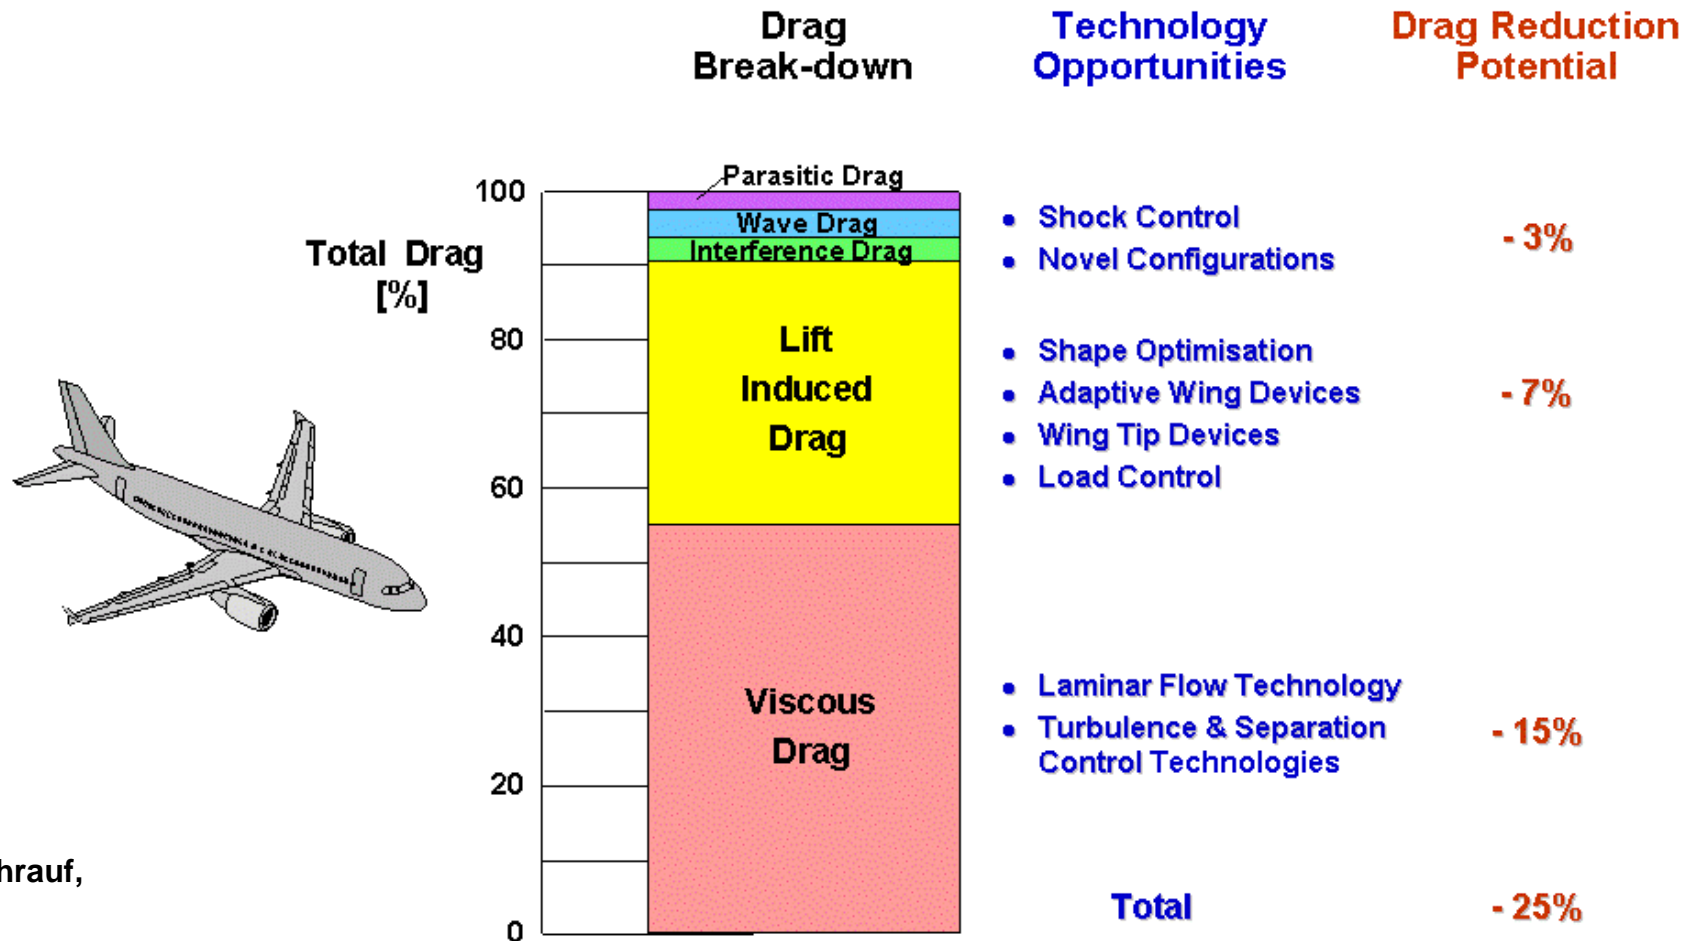 Drag
Break-down
Technology
Opportunities
Drag Reduction
Potential
Parasitic Drag
100
Wave Drag
Interference Drag
Total Drag
[%]
• Shock Control
• Novel Configurations
- 3%
80
Lift
Induced
Drag
• Shape Optimisation
• Adaptive Wing Devices
• Wing Tip Devices
• Load Control
- 7%
60
40
Viscous
Drag
• Laminar Flow Technology
• Turbulence & Separation
Control Technologies
- 15%
20
hrauf,
Total
- 25%
0